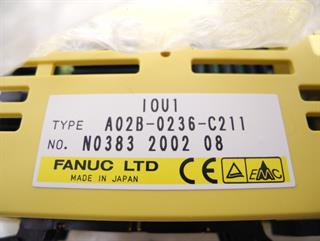 IOU1
TYPE A02B-0236-C211
NO. N0383 2002 08
FANUC LTD
MADE IN JAPAN
CE EMC